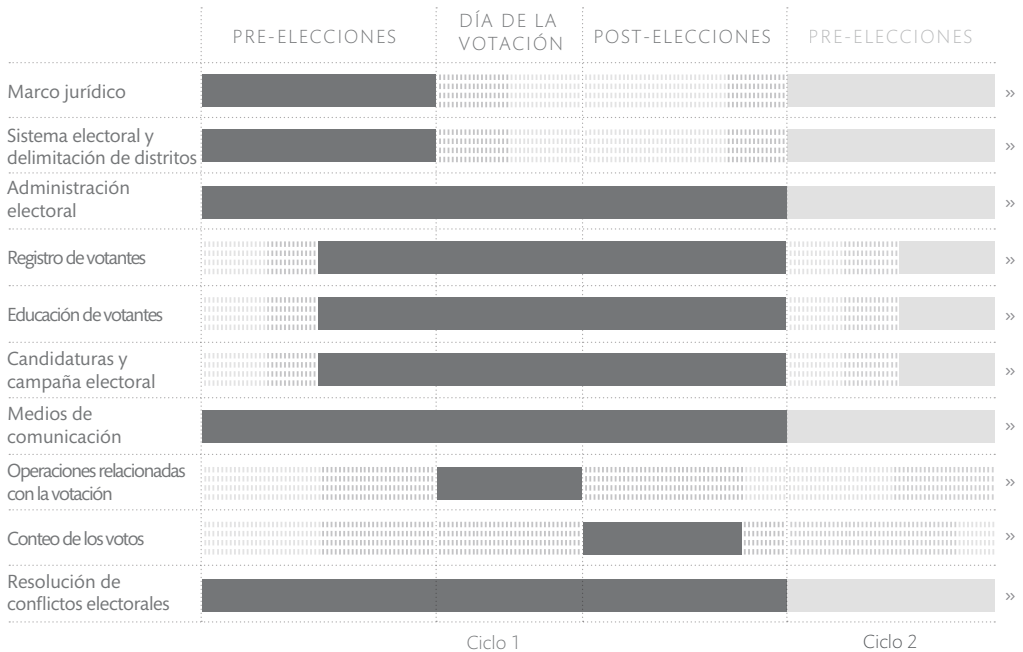 PRE-ELECCIONES
DÍA DE LA
VOTACIÓN
POST-ELECCIONES
PRE-ELECCIONES
Marco jurídico
»
Sistema electoral y
delimitación de distritos
»
Administración
electoral
»
Registro de votantes
»
Educación de votantes
»
Candidaturas y
campaña electoral
»
Medios de
comunicación
»
Operaciones relacionadas
con la votación
»
Conteo de los votos
»
Resolución de
conflictos electorales
»
Ciclo 1
Ciclo 2